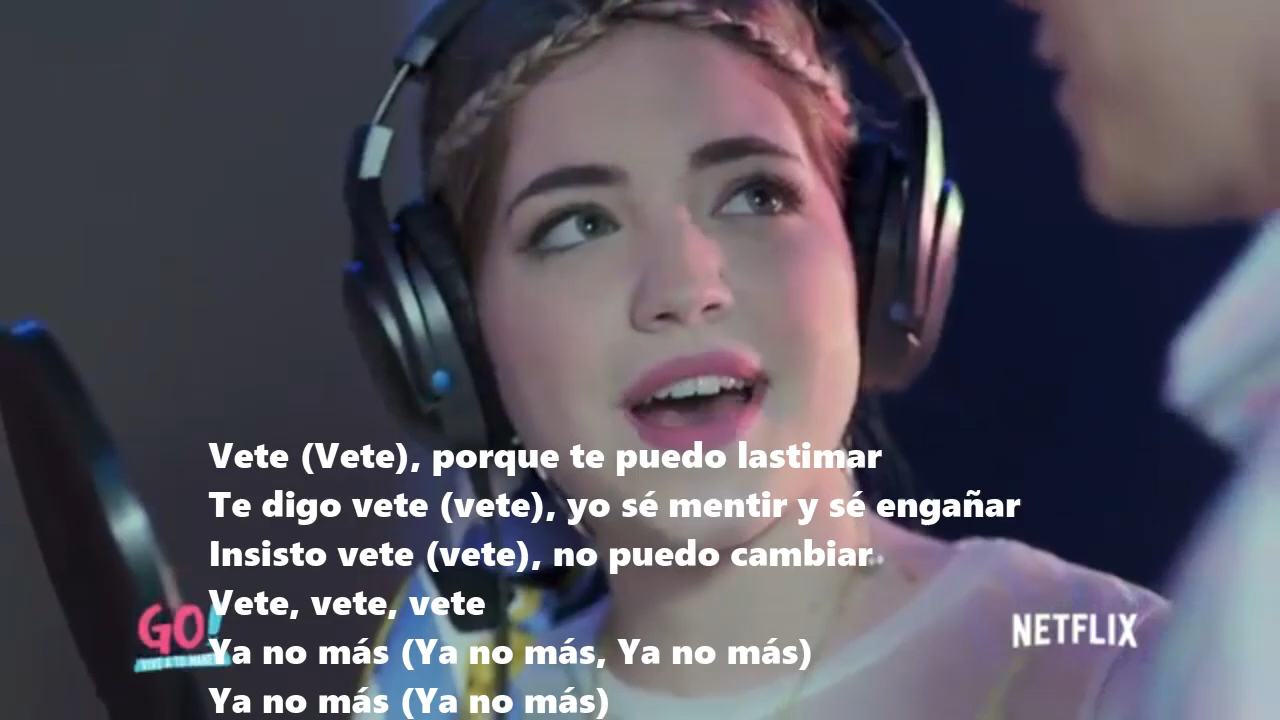 Vete (Vete), porque te puedo lastimar
Te digo vete (vete), yo sé mentir y sé engañar
Insisto vete (vete), no puedo cambiar
Vete, vete, vete
Ya no más (Ya no más, Ya no más)
Ya no más (Ya no más)
GO!
VIVE A TU
NETFLIX